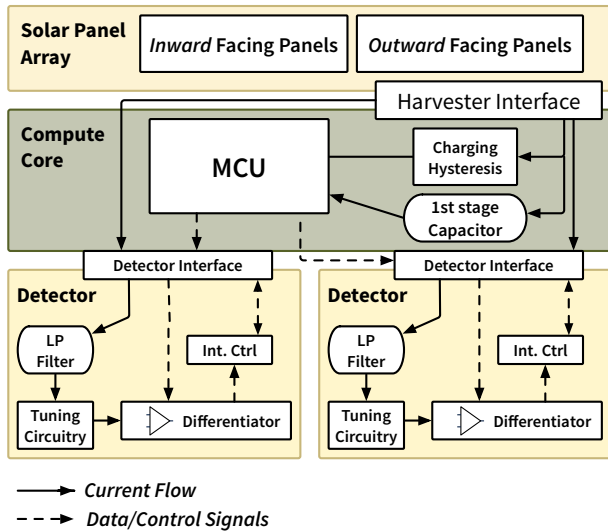 Solar Panel
Array
Inward Facing Panels
Outward Facing Panels
Harvester Interface
Compute
Core
MCU
Charging
Hysteresis
1st stage
Capacitor
Detector Interface
Detector Interface
Detector
LP
Filter
Int. Ctrl
Tuning
Circuitry
Differentiator
Detector
LP
Filter
Int. Ctrl
Tuning
Circuitry
Differentiator
Current Flow
Data/Control Signals